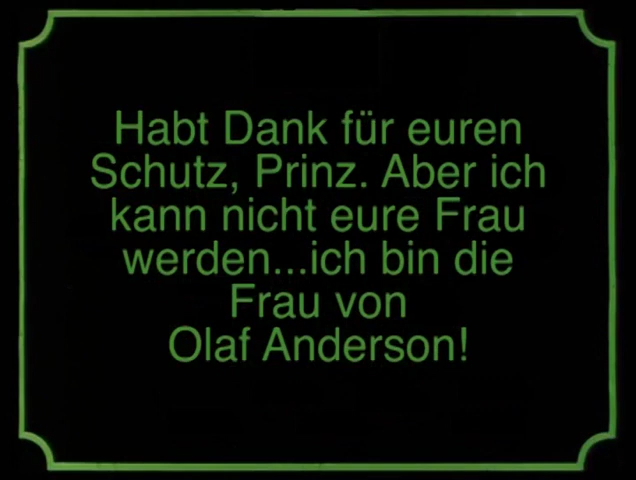 Habt Dank für euren
Schutz, Prinz. Aber ich
kann nicht eure Frau
werden...ich bin die
Frau von
Olaf Anderson!